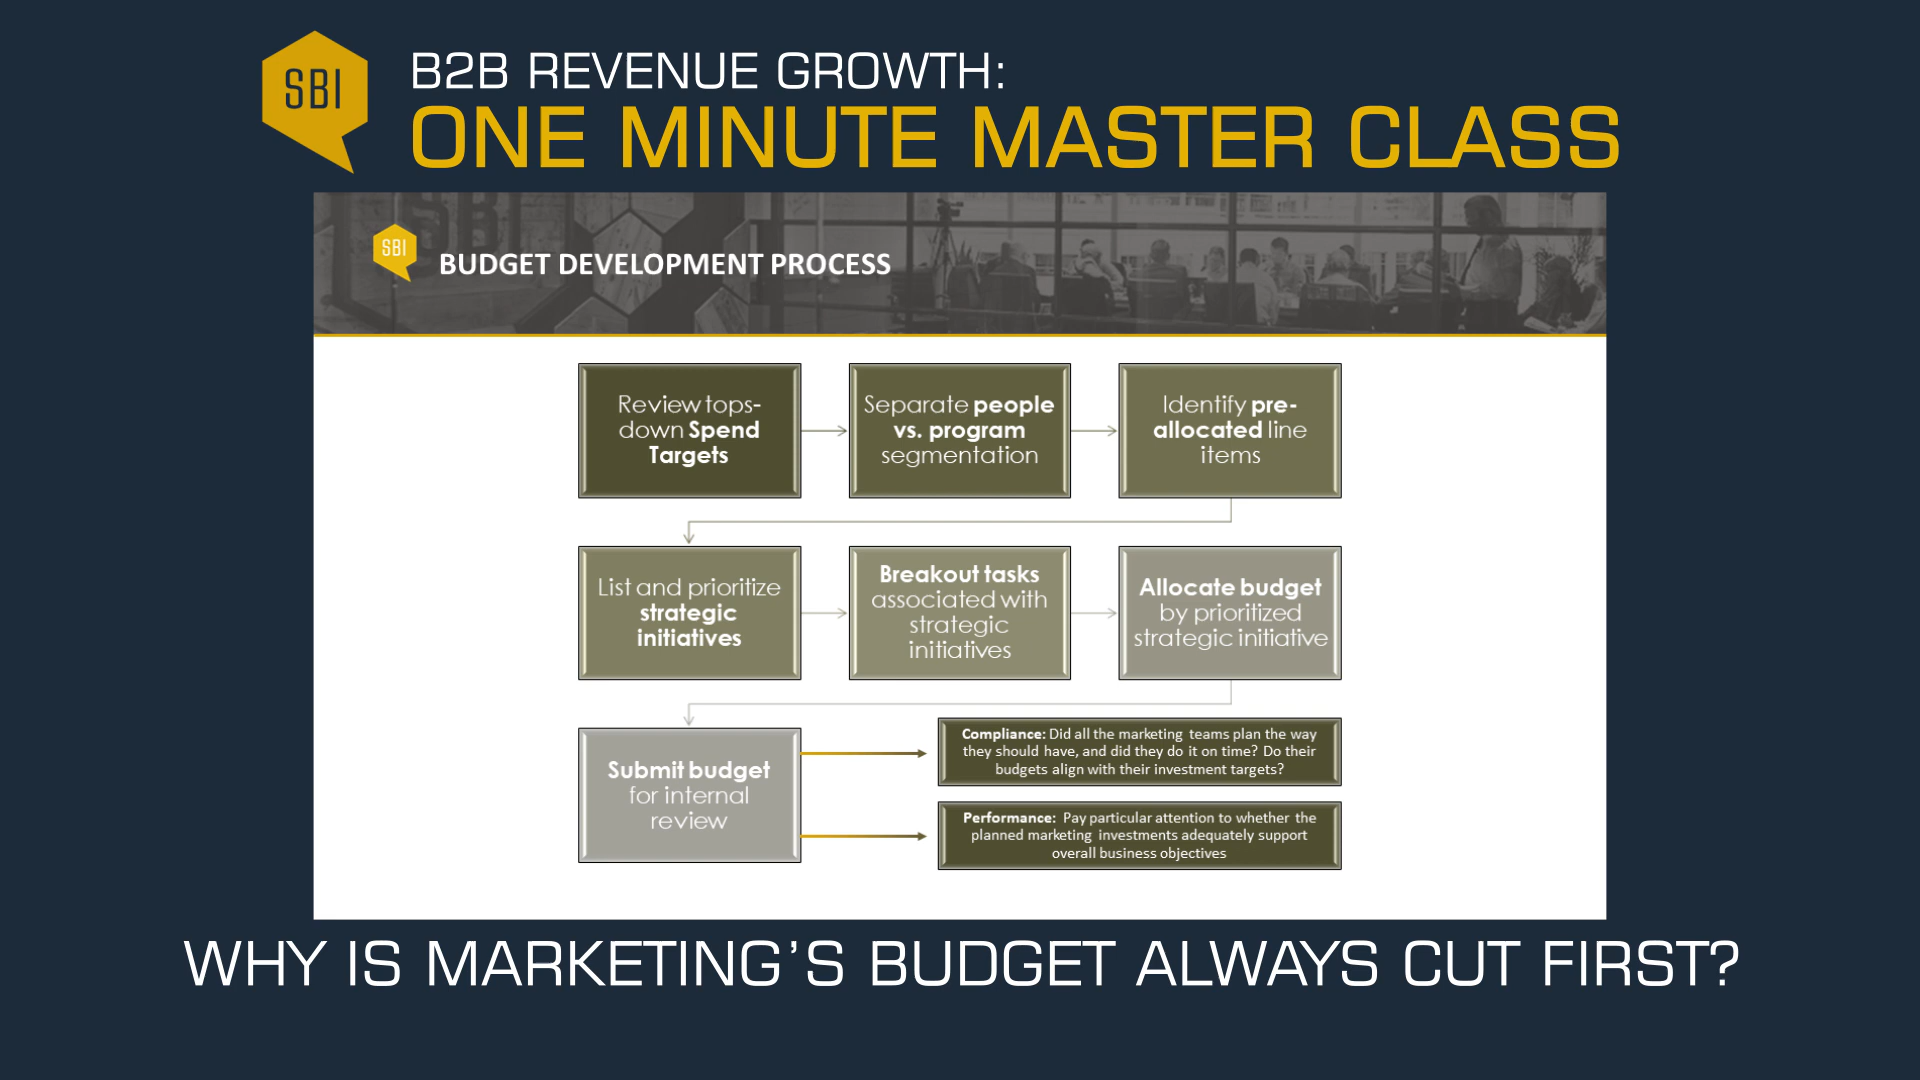 SBI
B2B REVENUE GROWTH:
ONE MINUTE MASTER CLASS
SBI
SBI
BUDGET DEVELOPMENT PROCESS
Review tops-
down Spend
Targets
Separate people
vs. program
segmentation
Identify pre-
allocated line
items
List and prioritize
strategic
initiatives
Breakout tasks
associated with
strategic
initiatives
Allocate budget
by prioritized
strategic initiative
Submit budget
for internal
review
Compliance: Did all the marketing teams plan the way
they should have, and did they do it on time? Do their
budgets align with their investment targets?
Performance: Pay particular attention to whether the
planned marketing investments adequately support
overall business objectives
WHY IS MARKETING’S BUDGET ALWAYS CUT FIRST?